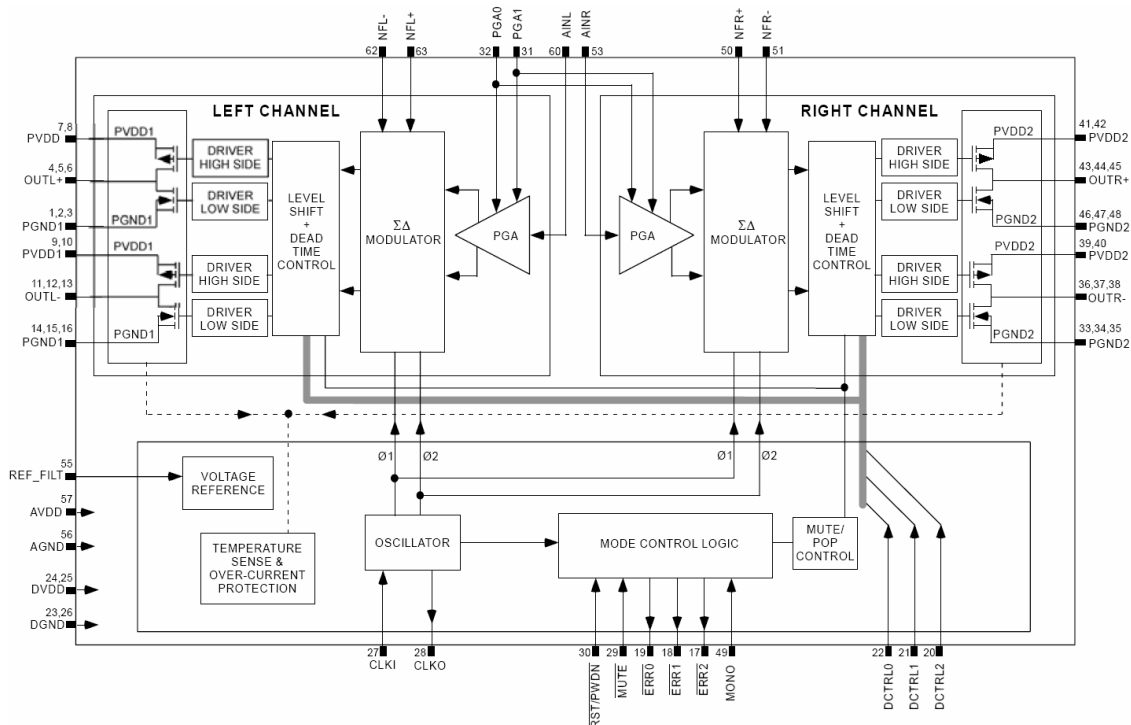 NFL-
NFL+
PGA0
PGA1
AINL
AINR
NFR+
NFR-
62
63
32
31
60
53
50
51
LEFT CHANNEL
RIGHT CHANNEL
7,8
PVDD
PVDD1
4,5,6
OUTL+
1,2,3
PGND1
PGND1
9,10
PVDD1
PVDD1
11,12,13
OUTL-
14,15,16
PGND1
PGND1
DRIVER
HIGH SIDE
DRIVER
LOW SIDE
DRIVER
HIGH SIDE
DRIVER
LOW SIDE
LEVEL
SHIFT
+
DEAD
TIME
CONTROL
ΣΔ
MODULATOR
PGA
PGA
ΣΔ
MODULATOR
LEVEL
SHIFT
+
DEAD
TIME
CONTROL
DRIVER
HIGH SIDE
DRIVER
LOW SIDE
DRIVER
HIGH SIDE
DRIVER
LOW SIDE
PVDD2
41,42
PVDD2
43,44,45
OUTR+
PGND2
46,47,48
PGND2
PVDD2
39,40
PVDD2
36,37,38
OUTR-
PGND2
33,34,35
PGND2
Ø1
Ø2
Ø1
Ø2
55
REF_FILT
57
AVDD
56
AGND
24,25
DVDD
23,26
DGND
VOLTAGE
REFERENCE
TEMPERATURE
SENSE &
OVER-CURRENT
PROTECTION
OSCILLATOR
MODE CONTROL LOGIC
MUTE/
POP
CONTROL
27
CLKI
28
CLKO
30
RST/PWDN
29
MUTE
19
ERR0
18
ERR1
17
ERR2
49
MONO
22
DCTRL0
21
DCTRL1
20
DCTRL2